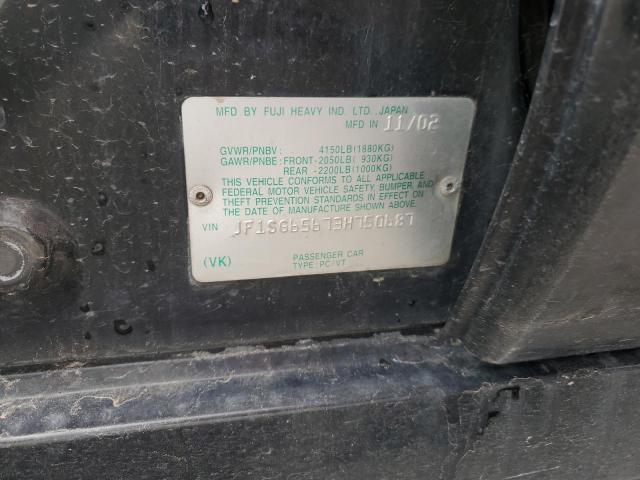 MFD BY FUJI HEAVY IND. LTD., JAPAN
MFD IN 11/02
GVWR/PNBV : 4150LB(1880KG)
GAWR/PNBE: FRONT-2050LB( 930KG)
REAR -2200LB(1000KG)
THIS VEHICLE CONFORMS TO ALL APPLICABLE
FEDERAL MOTOR VEHICLE SAFETY, BUMPER, AND
THEFT PREVENTION STANDARDS IN EFFECT ON
THE DATE OF MANUFACTURE SHOWN ABOVE.
VIN JF1SG65673H750687
(VK) PASSENGER CAR
TYPE: PC/VT